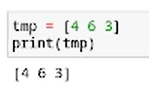 tmp = [4 6 3]
print(tmp)
[4 6 3]